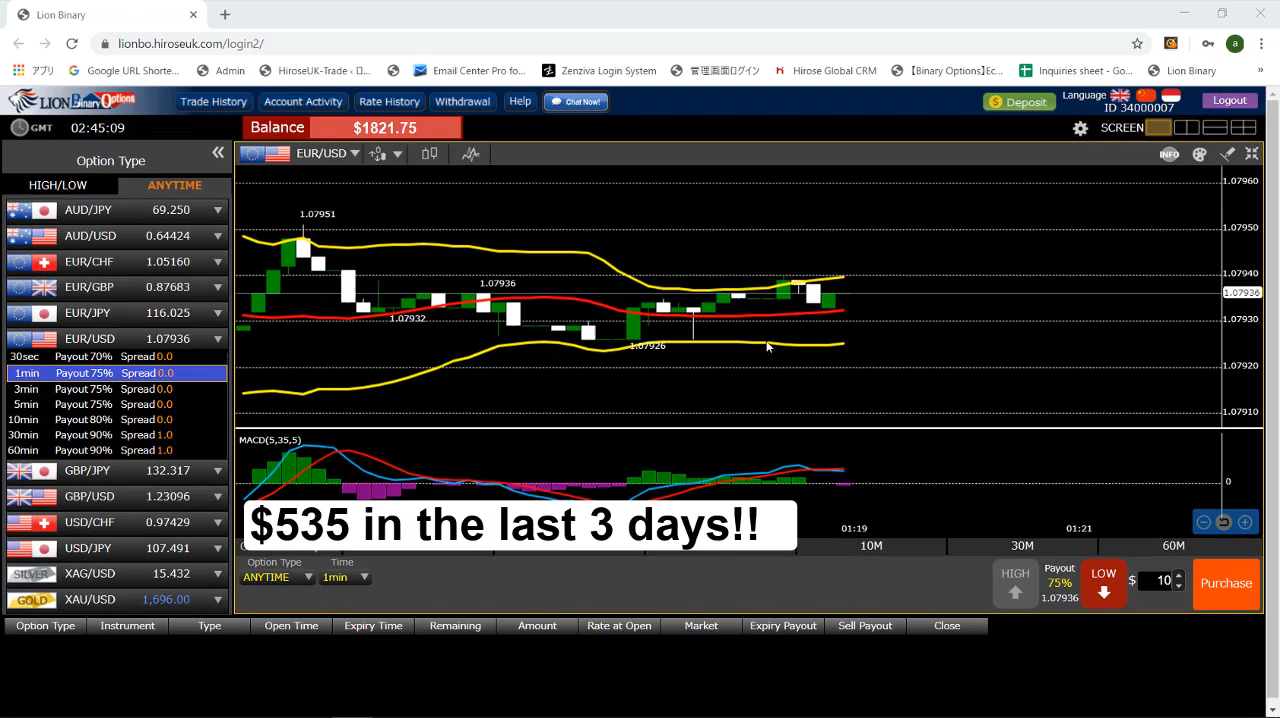 Lion Binary
lionbo.hiroseuk.com/login2/
アプリ Google URL Shorte... Admin HiroseUK-Trade ‹ ロ... Email Center Pro fo... Zenziva Login System 管理画面ログイン Hirose Global CRM 【Binary Options】Ec... Inquiries sheet - Go... Lion Binary »
LION Binary Options Trade History Account Activity Rate History Withdrawal Help Chat Now! $ Deposit Language Logout
ID 34000007
GMT 02:45:09 Balance $1821.75 SCREEN
Option Type «
EUR/USD INFO
HIGH/LOW ANYTIME
AUD/JPY 69.250
AUD/USD 0.64424
EUR/CHF 1.05160
EUR/GBP 0.87683
EUR/JPY 116.025
EUR/USD 1.07936
30sec Payout 70% Spread 0.0
1min Payout 75% Spread 0.0
3min Payout 75% Spread 0.0
5min Payout 75% Spread 0.0
10min Payout 80% Spread 0.0
30min Payout 90% Spread 1.0
60min Payout 90% Spread 1.0
GBP/JPY 132.317
GBP/USD 1.23096
USD/CHF 0.97428
USD/JPY 107.491
SILVER XAG/USD 15.432
GOLD XAU/USD 1,696.00
1.07951
1.07936
1.07932
1.07926
1.07960
1.07950
1.07940
1.07936
1.07930
1.07920
1.07910
MACD(5,35,5)
0
$535 in the last 3 days!!
01:19 01:21
10M 30M 60M
Option Type Time
ANYTIME 1min
HIGH Payout 75% 1.07936 LOW $ 10 Purchase
Option Type Instrument Type Open Time Expiry Time Remaining Amount Rate at Open Market Expiry Payout Sell Payout Close